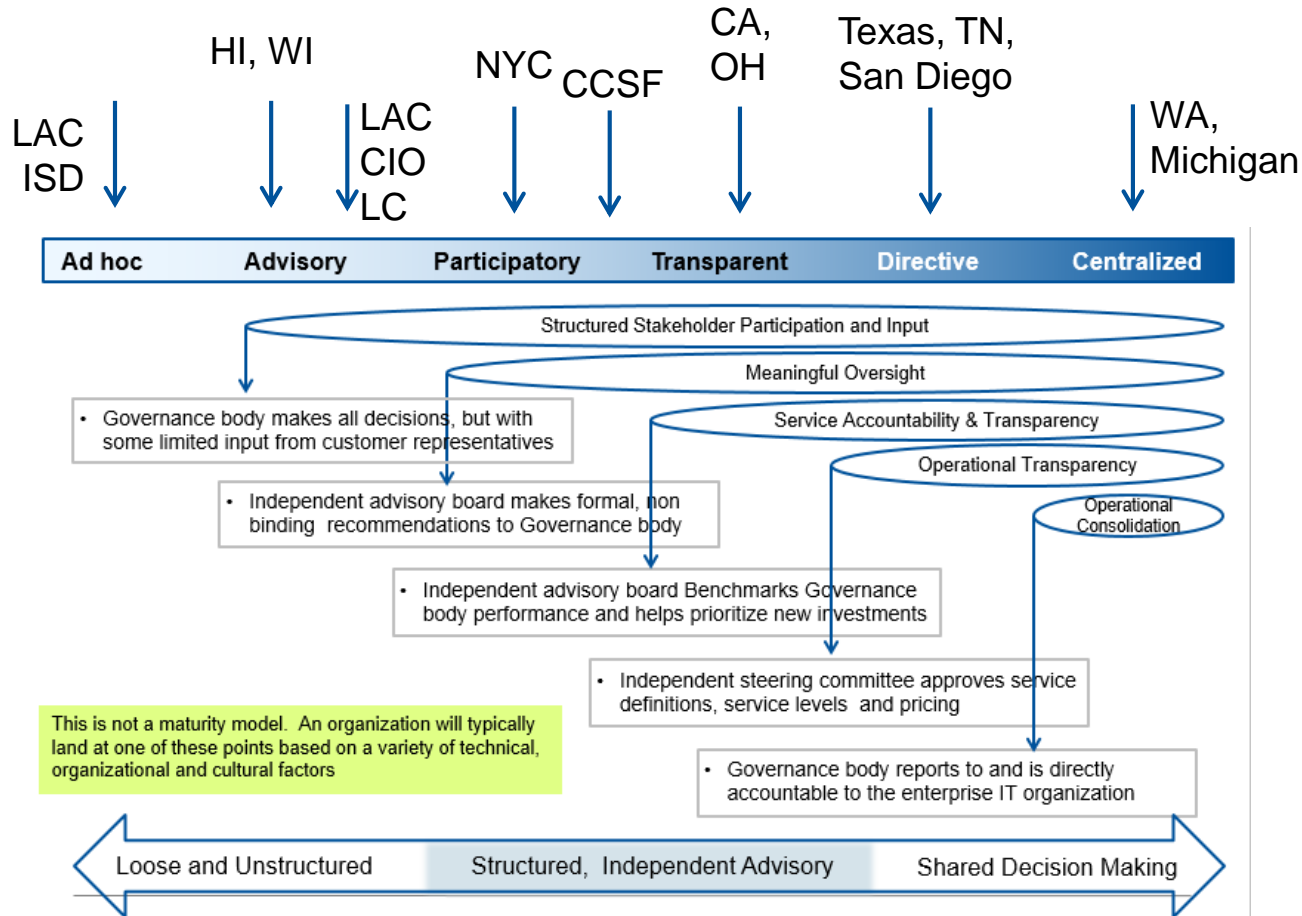 HI, WI
NYC
CCSF
CA,
OH
Texas, TN,
San Diego
LAC
ISD
LAC
CIO
LC
WA,
Michigan
Ad hoc
Advisory
Participatory
Transparent
Directive
Centralized
Structured Stakeholder Participation and Input
Meaningful Oversight
Service Accountability & Transparency
Operational Transparency
Operational
Consolidation
• Governance body makes all decisions, but with
some limited input from customer representatives
• Independent advisory board makes formal, non
binding recommendations to Governance body
• Independent advisory board Benchmarks Governance
body performance and helps prioritize new investments
• Independent steering committee approves service
definitions, service levels and pricing
• Governance body reports to and is directly
accountable to the enterprise IT organization
This is not a maturity model. An organization will typically
land at one of these points based on a variety of technical,
organizational and cultural factors
Loose and Unstructured
Structured, Independent Advisory
Shared Decision Making